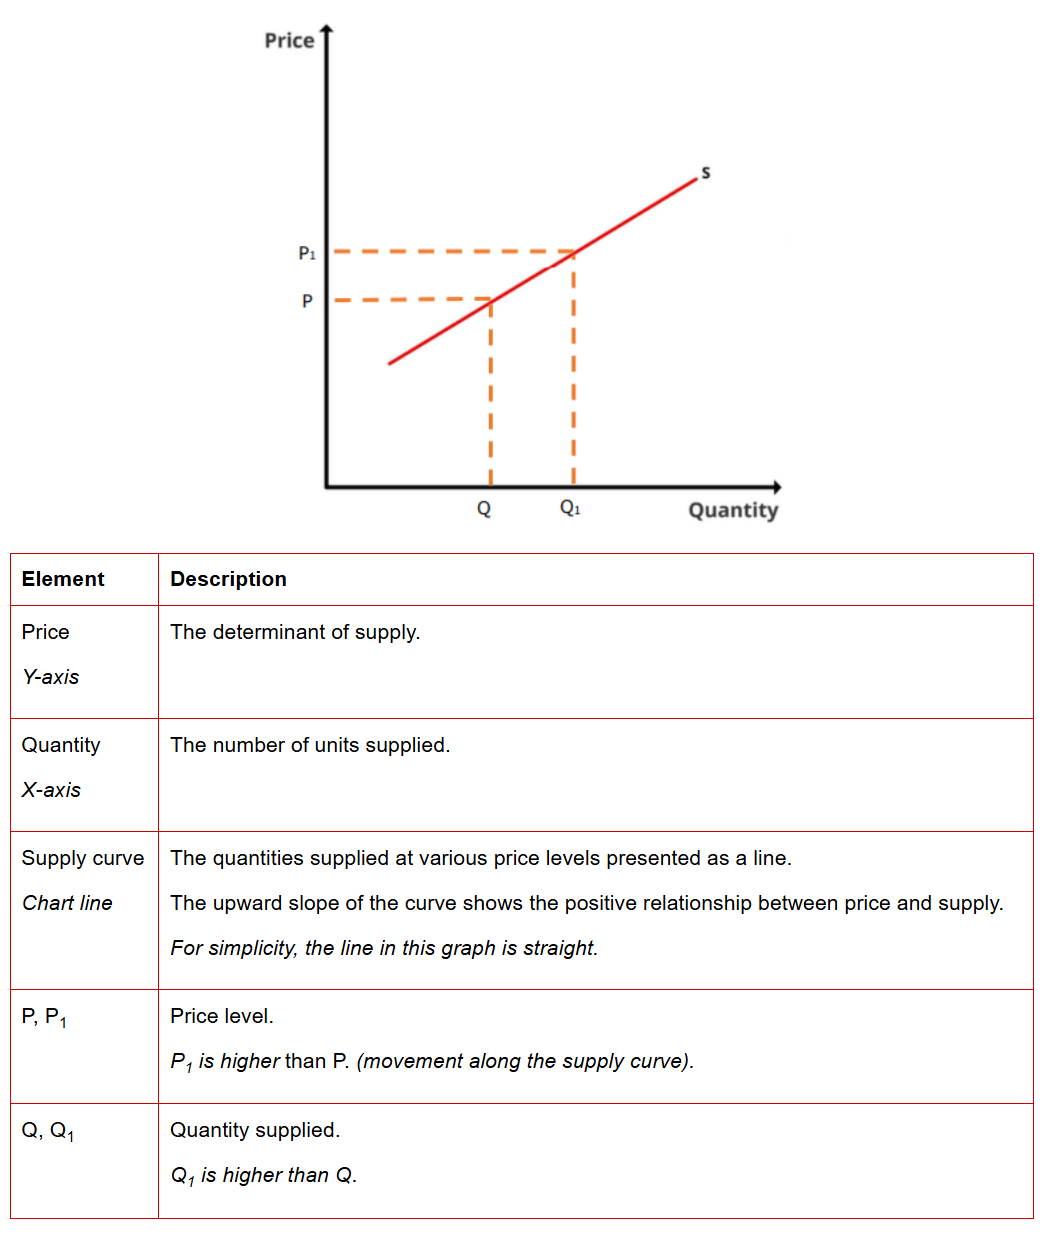 Price
S
P₁
P
Q
Q₁
Quantity
Element
Description
Price
Y-axis
The determinant of supply.
Quantity
X-axis
The number of units supplied.
Supply curve
Chart line
The quantities supplied at various price levels presented as a line.
The upward slope of the curve shows the positive relationship between price and supply.
For simplicity, the line in this graph is straight.
P, P₁
Price level.
P₁ is higher than P. (movement along the supply curve).
Q, Q₁
Quantity supplied.
Q₁ is higher than Q.